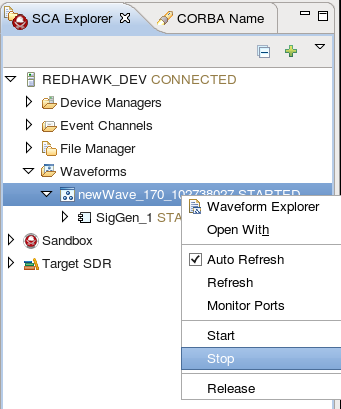 SCA Explorer
CORBA Name
REDHAWK_DEV CONNECTED
Device Managers
Event Channels
File Manager
Waveforms
newWave_170_102738027 STARTED
SigGen_1 STA
Sandbox
Target SDR
Waveform Explorer
Open With
Auto Refresh
Refresh
Monitor Ports
Start
Stop
Release